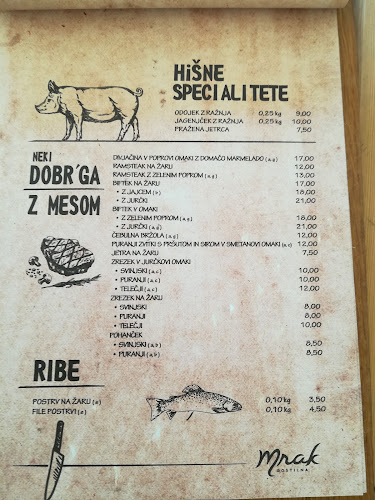 HIŠNE
SPECIALITETE
ODOJEK Z RAŽNJA 0,25 kg 9,00
JAGENJČEK Z RAŽNJA 0,25 kg 10,00
PRAŽENA JETRCA 7,50
NEKI
DOBR'GA
Z MESOM
DIVJAČINA V POPROVI OMAKI Z DOMAČO MARMELADO (a,g) 17,00
RAMSTEAK NA ŽARU 12,00
RAMSTEAK Z ZELENIM POPROM (a,g) 13,00
BIFTEK NA ŽARU 17,00
• Z JAJCEM (c) 18,00
• Z JURČKI 21,00
BIFTEK V OMAKI
• Z ZELENIM POPROM (a,g) 18,00
• Z JURČKI (a,g) 21,00
ČEBULNA BRŽOLA (a,g) 12,00
PURANJI ZVITKI S PRŠUTOM IN SIROM V SMETANOVI OMAKI (a,c) 12,00
JETRA NA ŽARU 7,50
ZREZEK V JURČKOVI OMAKI
• SVINJSKI (a,c) 10,00
• PURANJI (a,c) 10,00
• TELEČJI (a,c) 12,00
ZREZEK NA ŽARU
• SVINJSKI 8,00
• PURANJI 8,00
• TELEČJI 10,00
POHANČEK
• SVINJSKI (a,b) 8,50
• PURANJI (a,b) 8,50
RIBE
POSTRV NA ŽARU (a) 0,10 kg 3,50
FILE POSTRVI (a) 0,10 kg 4,50
Mrak
GOSTILNA